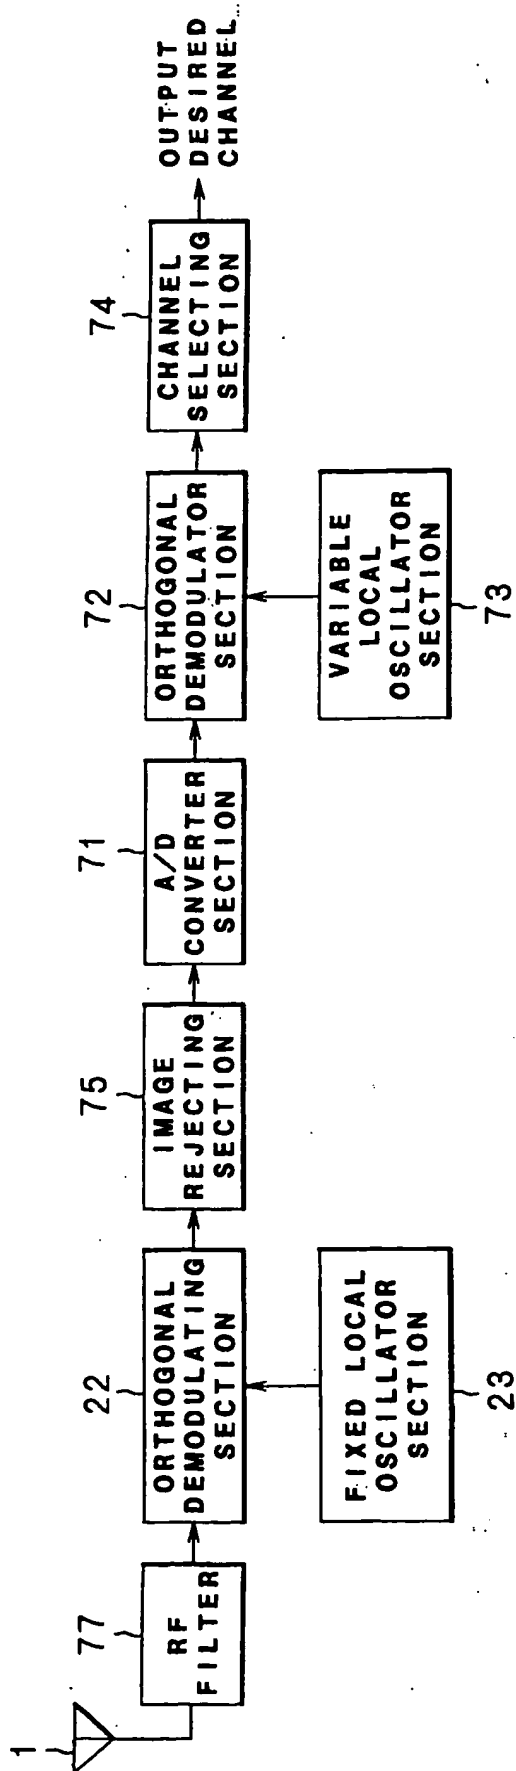 1
77
RF
FILTER
22
ORTHOGONAL
DEMODULATING
SECTION
FIXED LOCAL
OSCILLATOR
SECTION
23
75
IMAGE
REJECTING
SECTION
71
A/D
CONVERTER
SECTION
72
ORTHOGONAL
DEMODULATOR
SECTION
VARIABLE
LOCAL
OSCILLATOR
SECTION
73
74
CHANNEL
SELECTING
SECTION
OUTPUT
DESIRED
CHANNEL